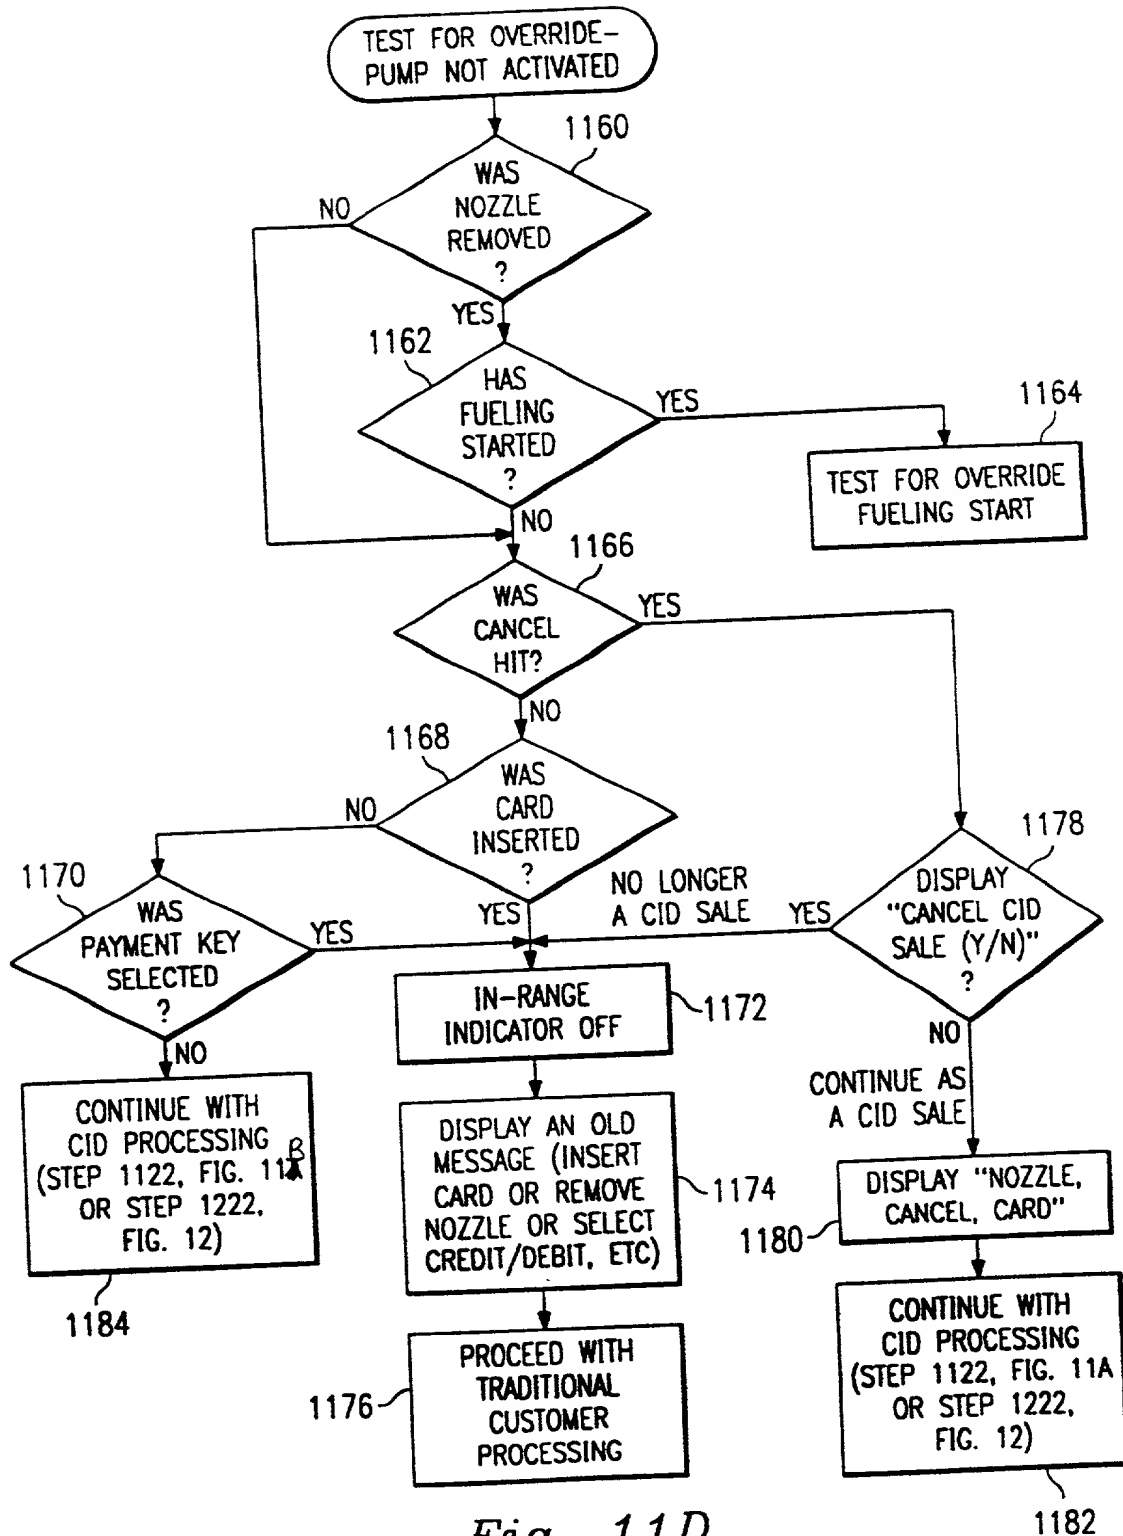 TEST FOR OVERRIDE-
PUMP NOT ACTIVATED
1160
WAS
NOZZLE
REMOVED
?
NO
YES
1162
HAS
FUELING
STARTED
?
YES
NO
1164
TEST FOR OVERRIDE
FUELING START
1166
WAS
CANCEL
HIT?
YES
NO
1168
WAS
CARD
INSERTED
?
NO
YES
1170
WAS
PAYMENT KEY
SELECTED
?
YES
NO
NO LONGER
A CID SALE
1178
DISPLAY
"CANCEL CID
SALE (Y/N)"
?
YES
NO
IN-RANGE
INDICATOR OFF
1172
CONTINUE WITH
CID PROCESSING
(STEP 1122, FIG. 11B
OR STEP 1222,
FIG. 12)
1184
DISPLAY AN OLD
MESSAGE (INSERT
CARD OR REMOVE
NOZZLE OR SELECT
CREDIT/DEBIT, ETC)
1174
CONTINUE AS
A CID SALE
DISPLAY "NOZZLE,
CANCEL, CARD"
1180
PROCEED WITH
TRADITIONAL
CUSTOMER
PROCESSING
1176
CONTINUE WITH
CID PROCESSING
(STEP 1122, FIG. 11A
OR STEP 1222,
FIG. 12)
1182
Fig. 11D